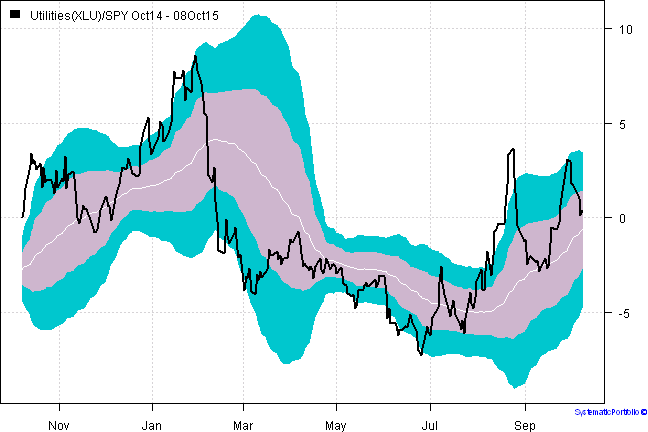 Utilities(XLU)/SPY Oct14 - 08Oct15
10
5
0
-5
Nov Jan Mar May Jul Sep
SystematicPortfolio ©